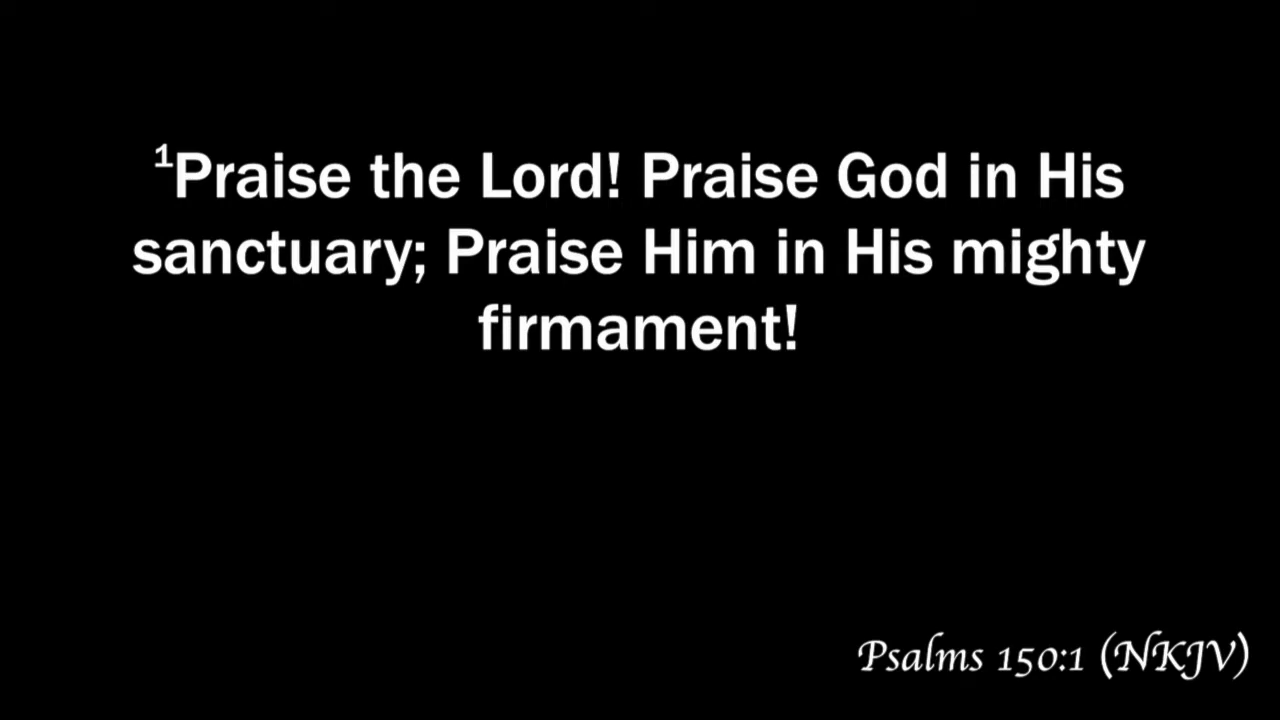 ¹Praise the Lord! Praise God in His
sanctuary; Praise Him in His mighty
firmament!
Psalms 150:1 (NKJV)